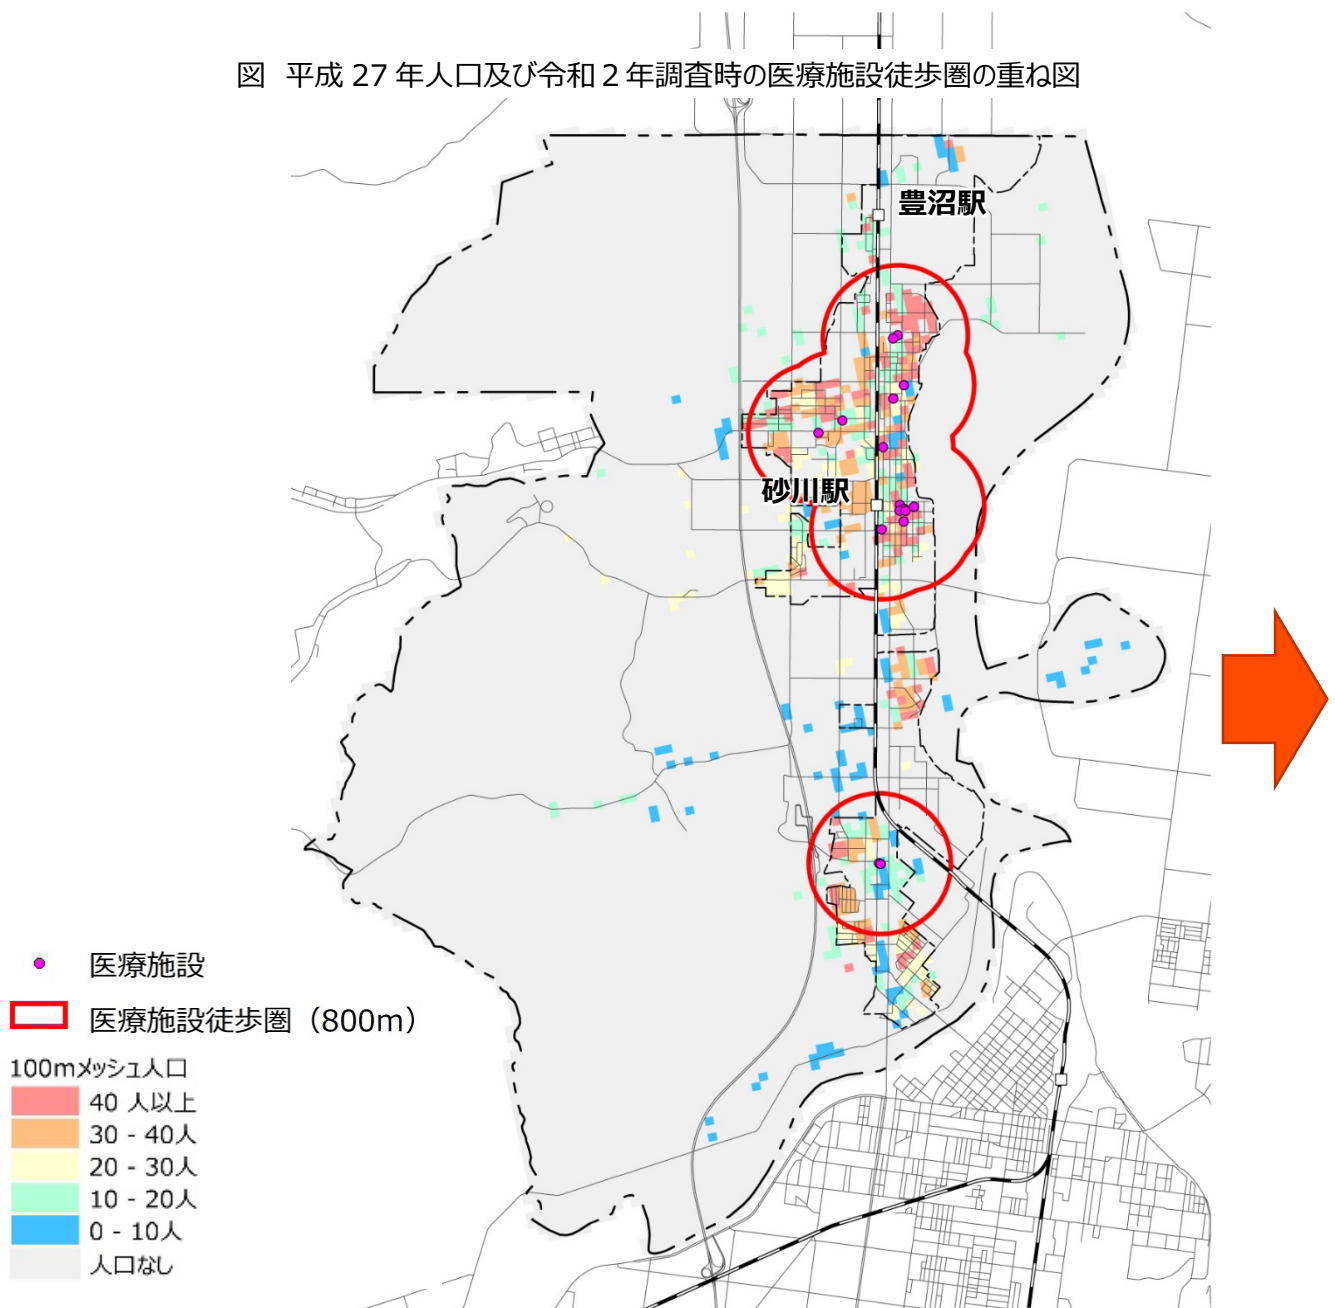 図 平成 27 年人口及び令和 2 年調査時の医療施設徒歩圏の重ね図
豊沼駅
砂川駅
医療施設
医療施設徒歩圏（800m）
100mメッシュ人口
40 人以上
30 - 40人
20 - 30人
10 - 20人
0 - 10人
人口なし